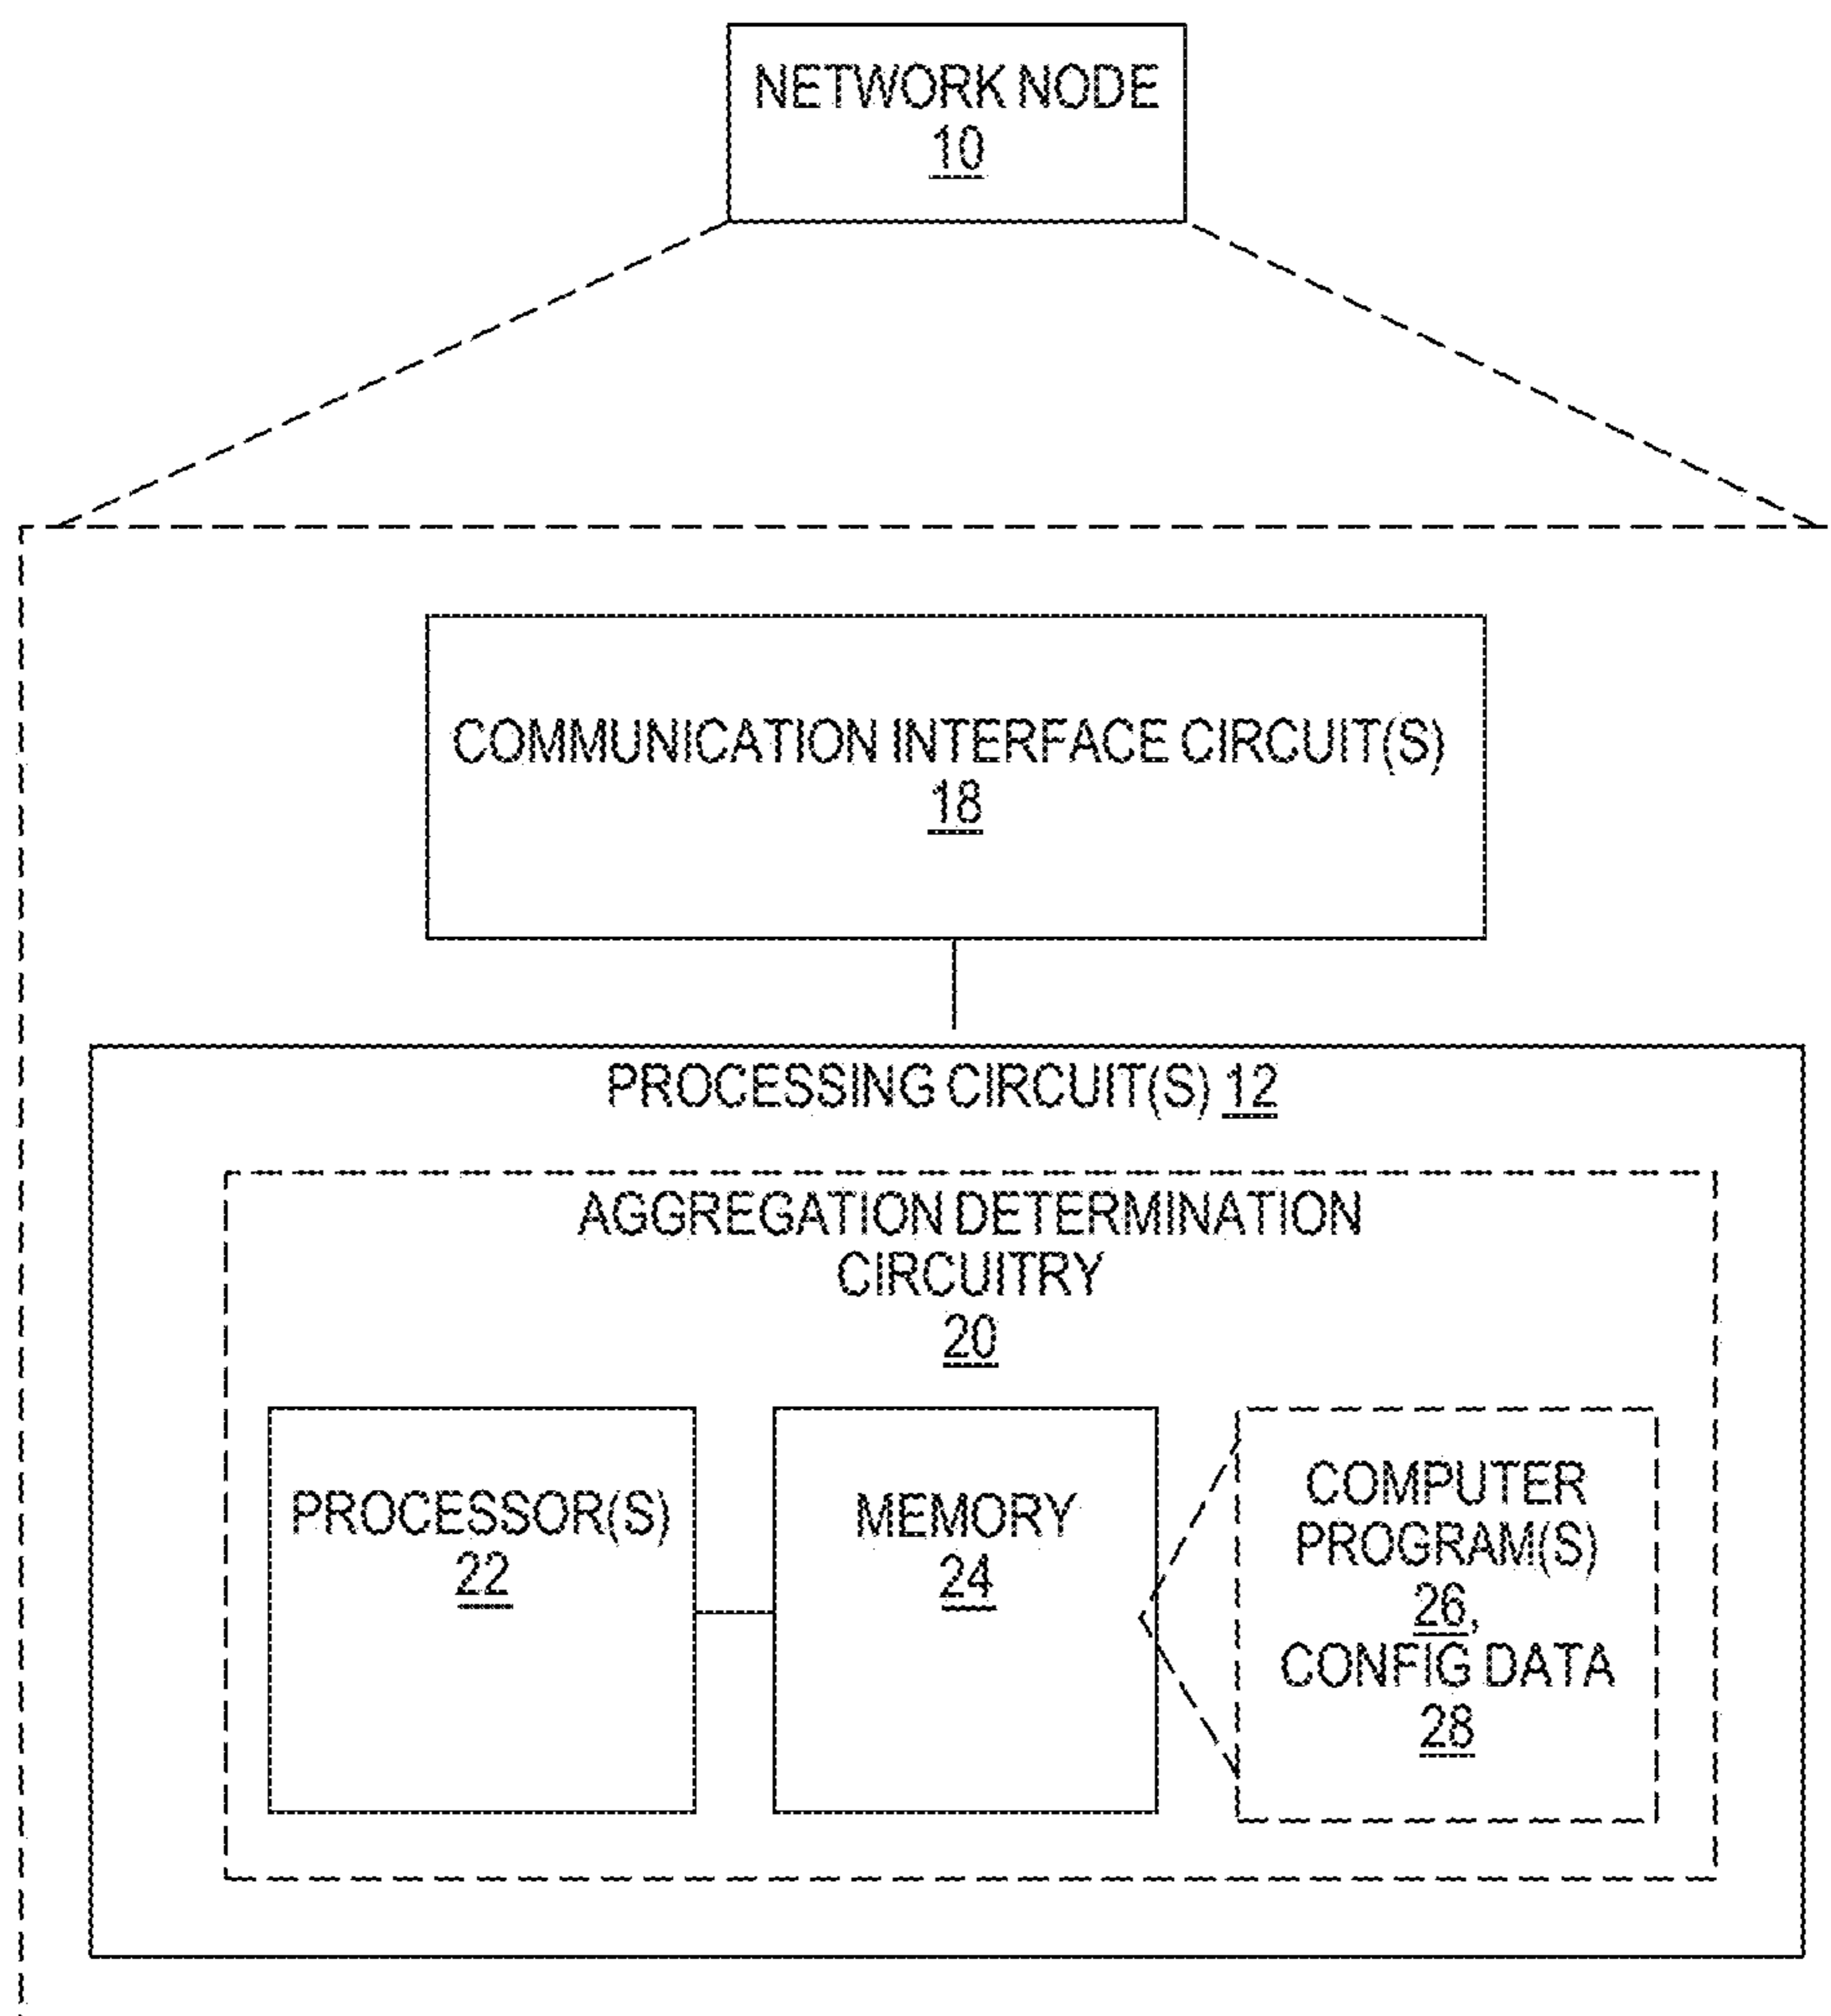 NETWORK NODE
10
COMMUNICATION INTERFACE CIRCUIT(S)
18
PROCESSING CIRCUIT(S) 12
AGGREGATION DETERMINATION
CIRCUITRY
20
PROCESSOR(S)
22
MEMORY
24
COMPUTER
PROGRAM(S)
26,
CONFIG DATA
28